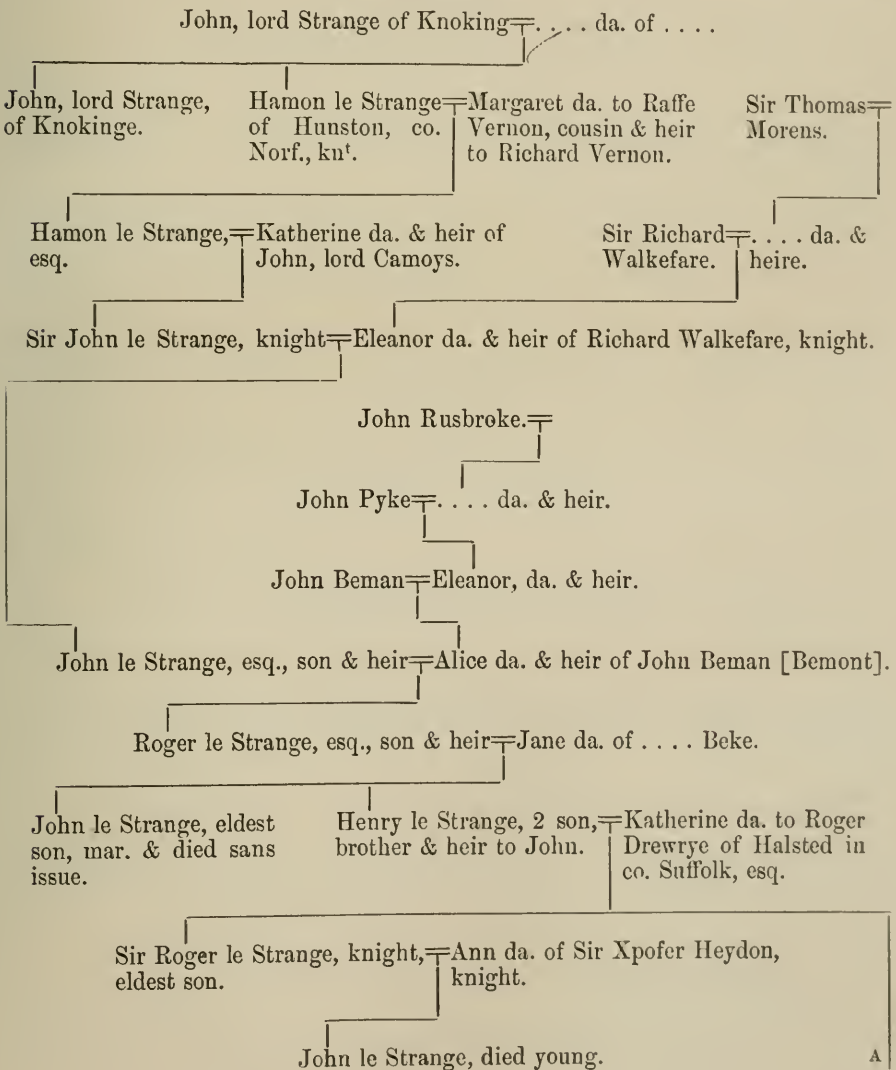 John, lord Strange of Knoking=. . . . da. of . . . .
John, lord Strange,
of Knokinge.
Hamon le Strange=Margaret da. to Raffe
of Hunston, co. Vernon, cousin & heir
Norf., knt. to Richard Vernon.
Sir Thomas=
Morens.
Hamon le Strange,=Katherine da. & heir of
esq. John, lord Camoys.
Sir Richard=. . . . da. &
Walkefare. heire.
Sir John le Strange, knight=Eleanor da. & heir of Richard Walkefare, knight.
John Rusbroke.=
John Pyke=. . . . da. & heir.
John Beman=Eleanor, da. & heir.
John le Strange, esq., son & heir=Alice da. & heir of John Beman [Bemont].
Roger le Strange, esq., son & heir=Jane da. of . . . . Beke.
John le Strange, eldest
son, mar. & died sans
issue.
Henry le Strange, 2 son,=Katherine da. to Roger
brother & heir to John. Drewrye of Halsted in
co. Suffolk, esq.
Sir Roger le Strange, knight,=Ann da. of Sir Xpofer Heydon,
eldest son. knight.
John le Strange, died young.
A